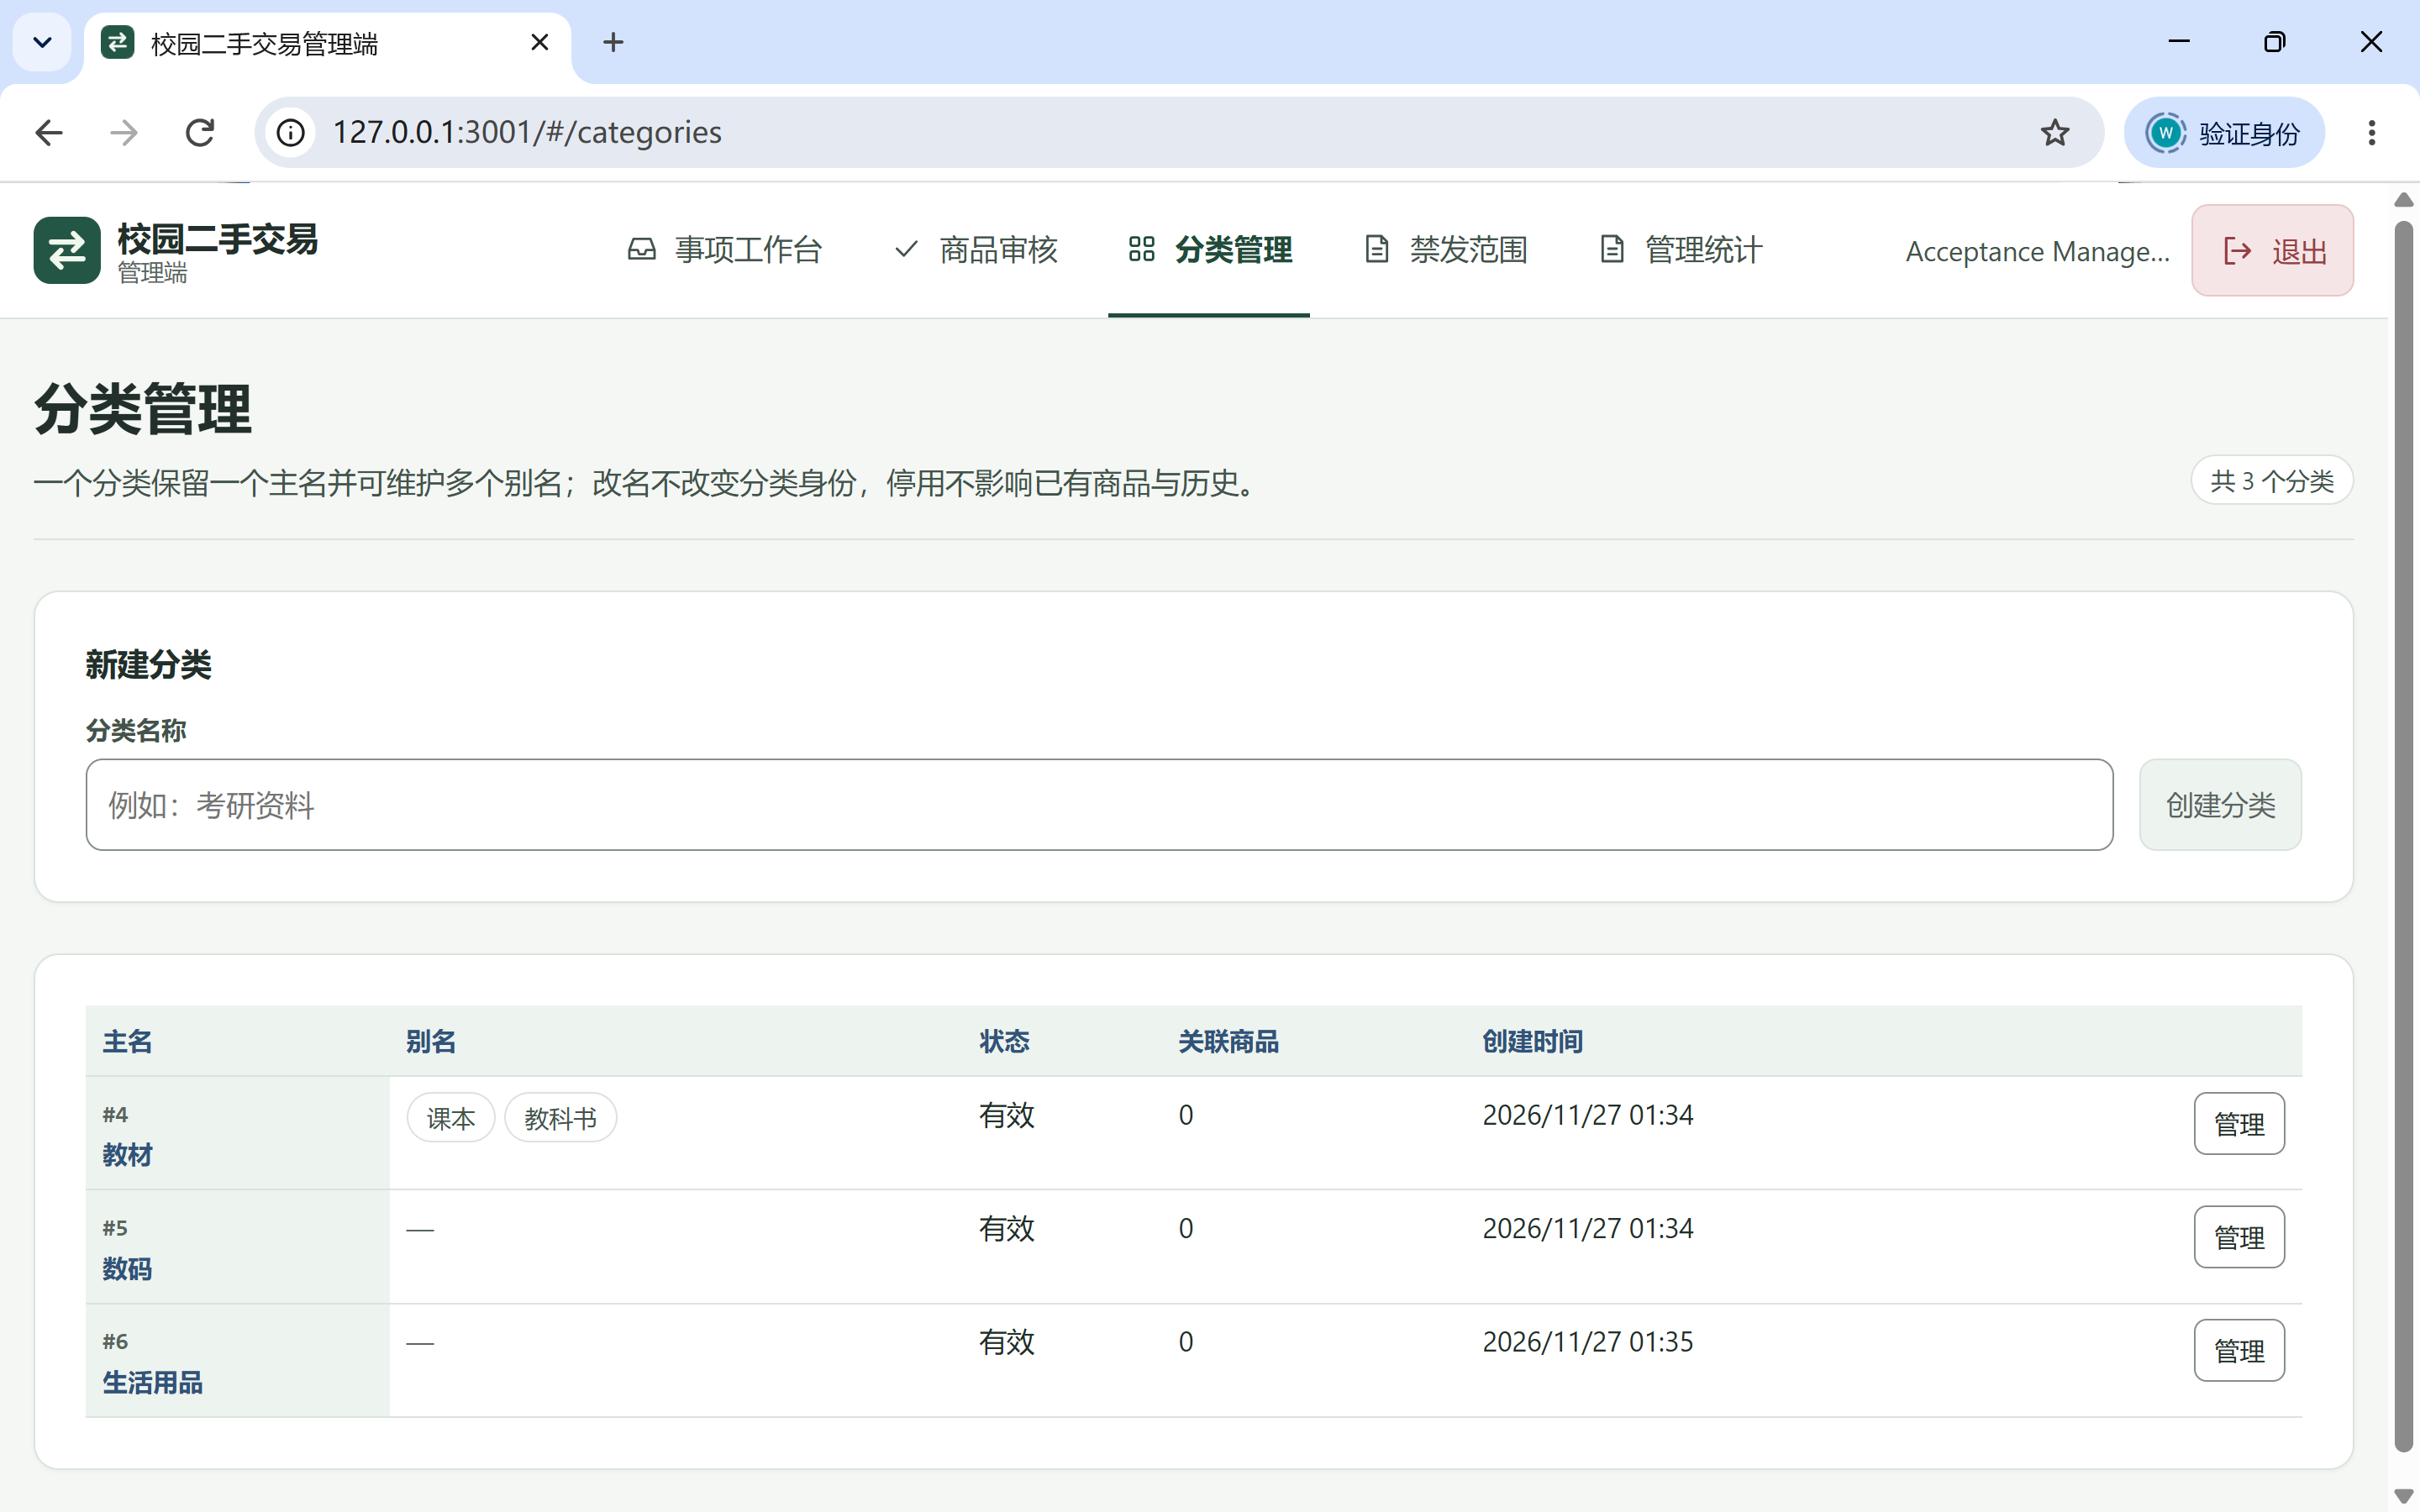 校园二手交易管理端
127.0.0.1:3001/#/categories
W 验证身份
校园二手交易
管理端
事项工作台
商品审核
分类管理
禁发范围
管理统计
Acceptance Manage...
退出
分类管理
一个分类保留一个主名并可维护多个别名；改名不改变分类身份，停用不影响已有商品与历史。
共 3 个分类
新建分类
分类名称
例如：考研资料
创建分类
主名 别名 状态 关联商品 创建时间
#4
教材
课本 教科书 有效 0 2026/11/27 01:34 管理
#5
数码
— 有效 0 2026/11/27 01:34 管理
#6
生活用品
— 有效 0 2026/11/27 01:35 管理